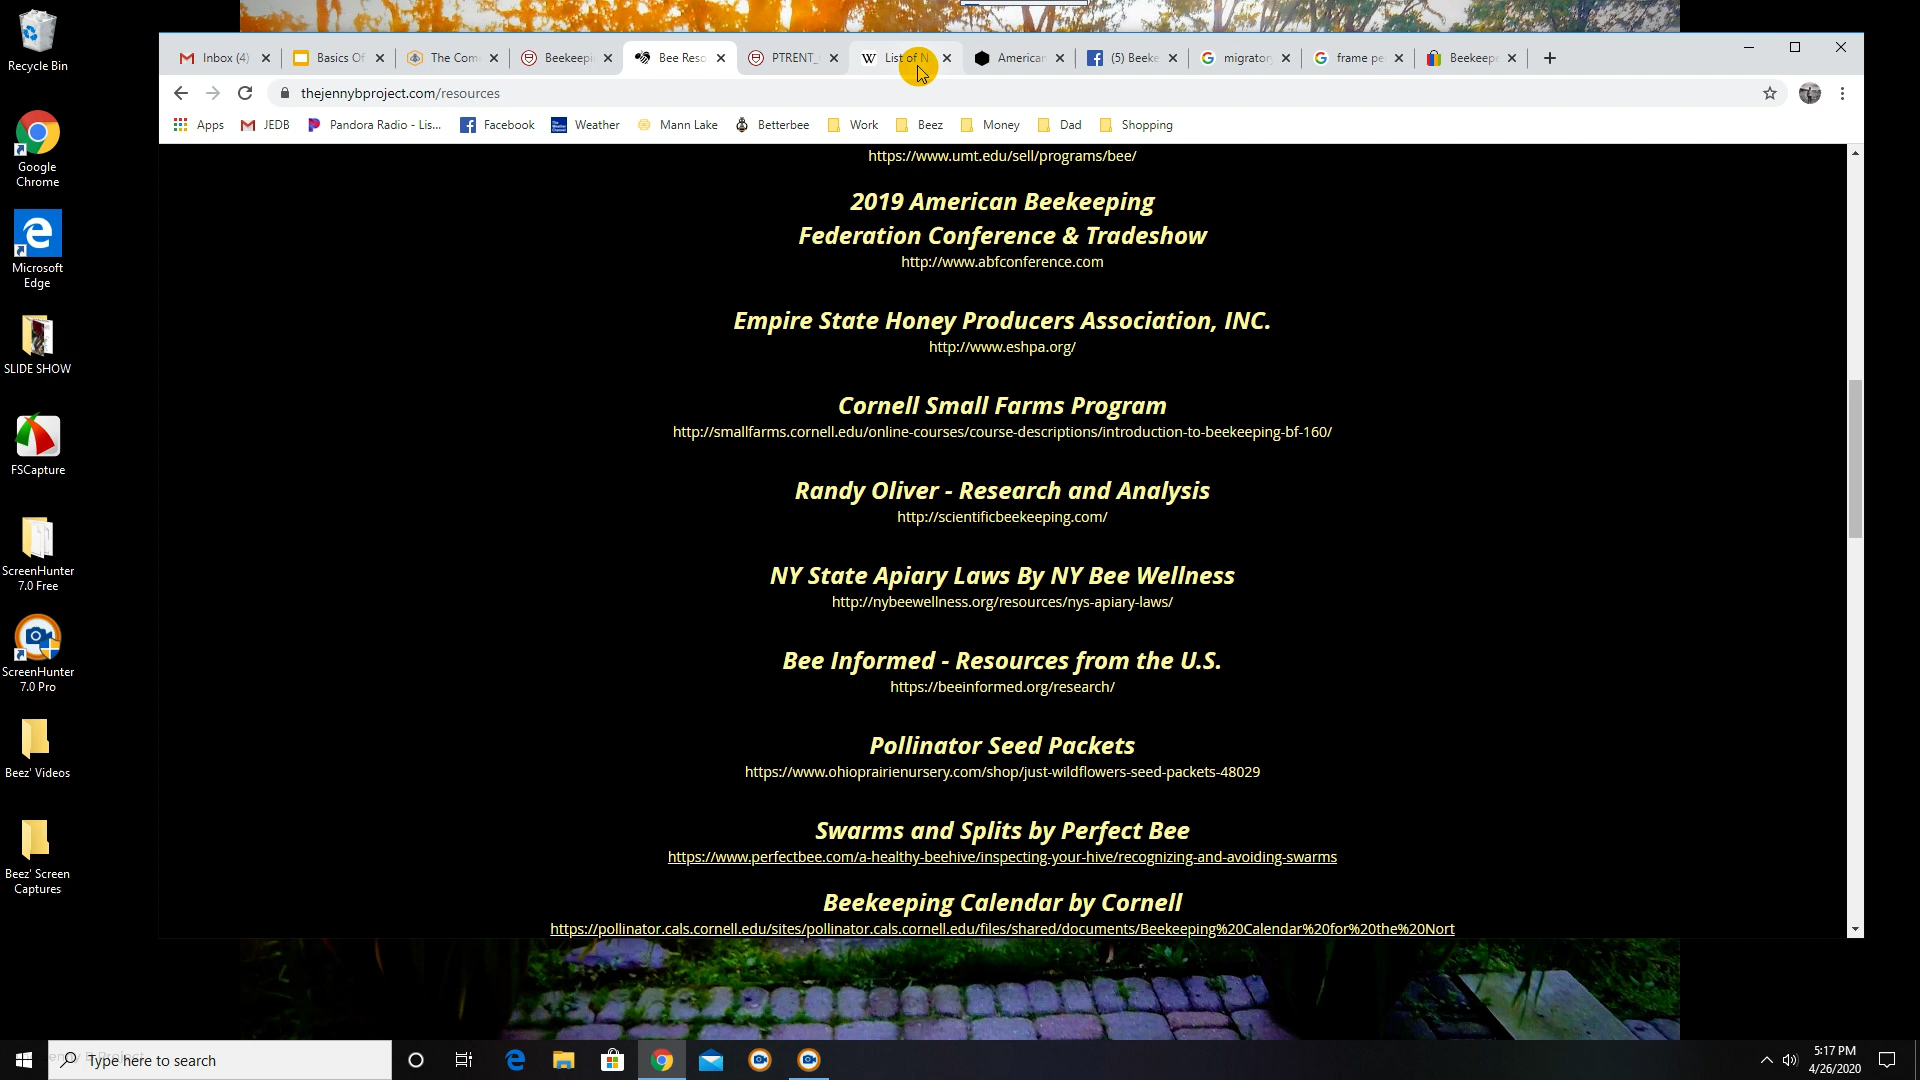 Recycle Bin
Google
Chrome
Microsoft
Edge
SLIDE SHOW
FSCapture
ScreenHunter
7.0 Free
ScreenHunter
7.0 Pro
Beez' Videos
Beez' Screen
Captures
Inbox (4)
Basics Of
The Com
Beekeepi
Bee Reso
PTRENT_
List of N
American
(5) Beeke
migrator
frame pe
Beekeepe
thejennybproject.com/resources
Apps
JEDB
Pandora Radio - Lis...
Facebook
Weather
Mann Lake
Betterbee
Work
Beez
Money
Dad
Shopping
https://www.umt.edu/sell/programs/bee/
2019 American Beekeeping
Federation Conference & Tradeshow
http://www.abfconference.com
Empire State Honey Producers Association, INC.
http://www.eshpa.org/
Cornell Small Farms Program
http://smallfarms.cornell.edu/online-courses/course-descriptions/introduction-to-beekeeping-bf-160/
Randy Oliver - Research and Analysis
http://scientificbeekeeping.com/
NY State Apiary Laws By NY Bee Wellness
http://nybeewellness.org/resources/nys-apiary-laws/
Bee Informed - Resources from the U.S.
https://beeinformed.org/research/
Pollinator Seed Packets
https://www.ohioprairienursery.com/shop/just-wildflowers-seed-packets-48029
Swarms and Splits by Perfect Bee
https://www.perfectbee.com/a-healthy-beehive/inspecting-your-hive/recognizing-and-avoiding-swarms
Beekeeping Calendar by Cornell
https://pollinator.cals.cornell.edu/sites/pollinator.cals.cornell.edu/files/shared/documents/Beekeeping%20Calendar%20for%20the%20Nort
Type here to search
5:17 PM
4/26/2020